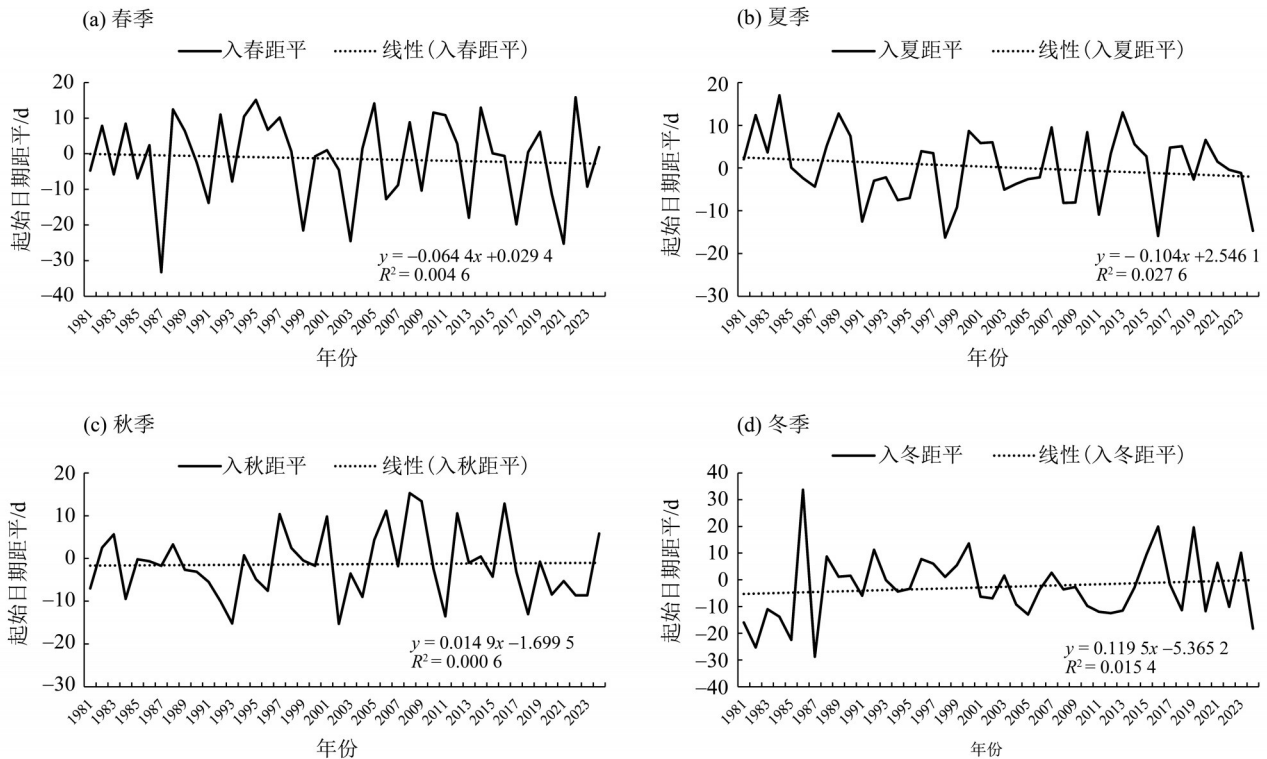 (a) 春季
入春距平 线性(入春距平)
起始日期距平/d
20
10
0
−10
−20
−30
−40
y = −0.064 4x +0.029 4
R² = 0.004 6
1981 1983 1985 1987 1989 1991 1993 1995 1997 1999 2001 2003 2005 2007 2009 2011 2013 2015 2017 2019 2021 2023
年份
(b) 夏季
入夏距平 线性(入夏距平)
起始日期距平/d
20
10
0
−10
−20
−30
y = − 0.104x +2.546 1
R² = 0.027 6
1981 1983 1985 1987 1989 1991 1993 1995 1997 1999 2001 2003 2005 2007 2009 2011 2013 2015 2017 2019 2021 2023
年份
(c) 秋季
入秋距平 线性(入秋距平)
起始日期距平/d
20
10
0
−10
−20
−30
y = 0.014 9x −1.699 5
R² = 0.000 6
1981 1983 1985 1987 1989 1991 1993 1995 1997 1999 2001 2003 2005 2007 2009 2011 2013 2015 2017 2019 2021 2023
年份
(d) 冬季
入冬距平 线性(入冬距平)
起始日期距平/d
40
30
20
10
0
−10
−20
−30
−40
y = 0.119 5x −5.365 2
R² = 0.015 4
1981 1983 1985 1987 1989 1991 1993 1995 1997 1999 2001 2003 2005 2007 2009 2011 2013 2015 2017 2019 2021 2023
年份